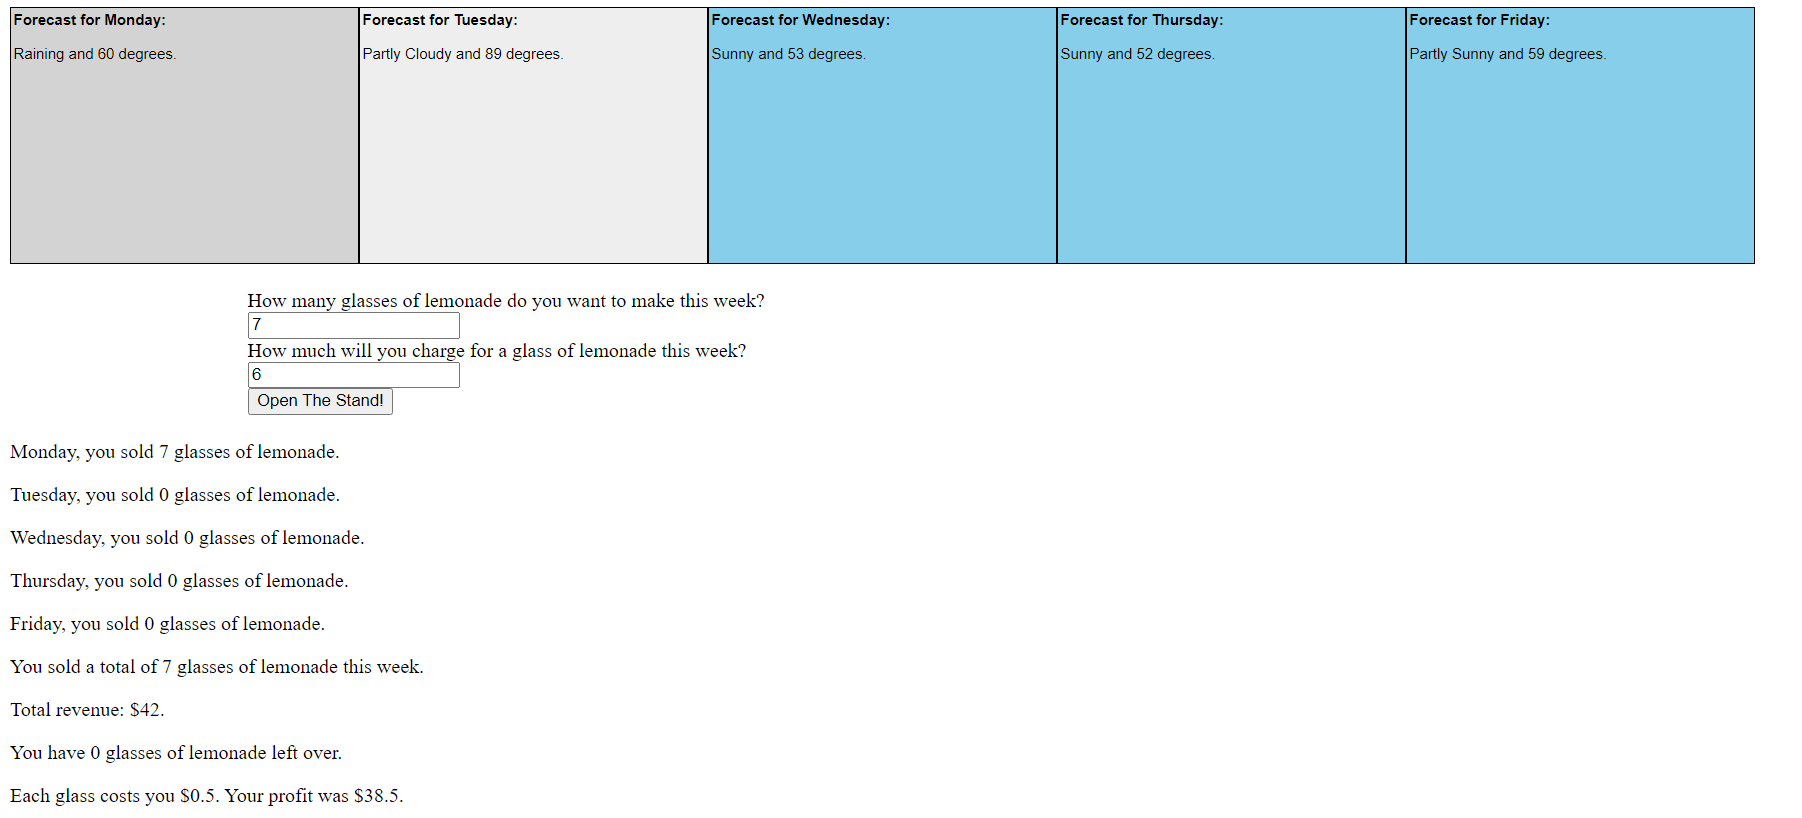 Forecast for Monday:
Raining and 60 degrees.
Forecast for Tuesday:
Partly Cloudy and 89 degrees.
Forecast for Wednesday:
Sunny and 53 degrees.
Forecast for Thursday:
Sunny and 52 degrees.
Forecast for Friday:
Partly Sunny and 59 degrees.
How many glasses of lemonade do you want to make this week?
7
How much will you charge for a glass of lemonade this week?
6
Open The Stand!
Monday, you sold 7 glasses of lemonade.
Tuesday, you sold 0 glasses of lemonade.
Wednesday, you sold 0 glasses of lemonade.
Thursday, you sold 0 glasses of lemonade.
Friday, you sold 0 glasses of lemonade.
You sold a total of 7 glasses of lemonade this week.
Total revenue: $42.
You have 0 glasses of lemonade left over.
Each glass costs you $0.5. Your profit was $38.5.